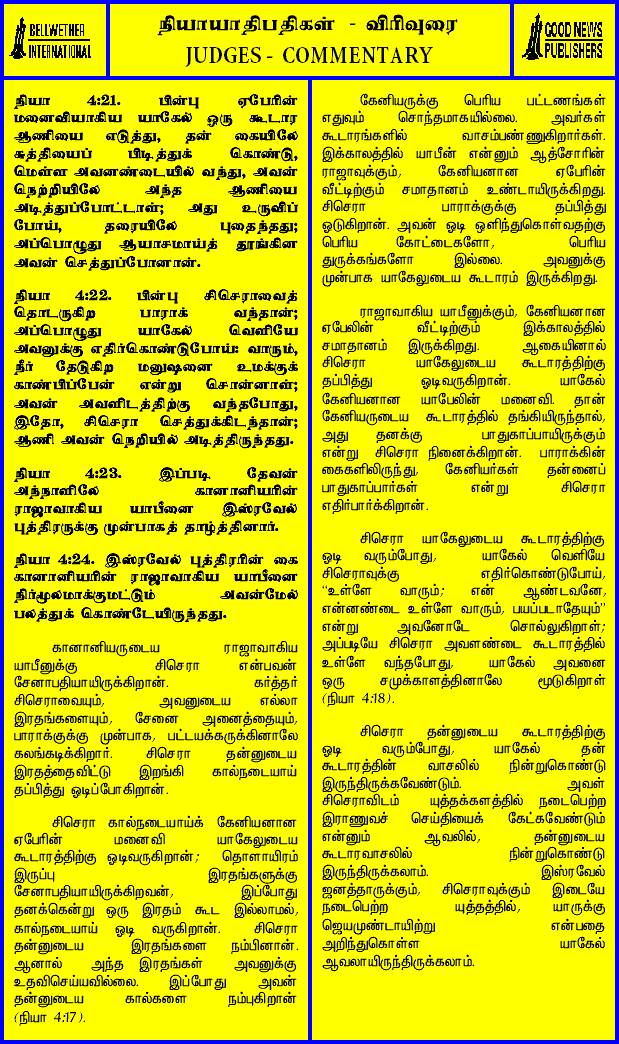 BELLWETHER
INTERNATIONAL
நியாயாதிபதிகள் - விரிவுரை
JUDGES - COMMENTARY
GOOD NEWS
PUBLISHERS
நியா 4:21. பின்பு ஏபேரின்
மனைவியாகிய யாகேல் ஒரு கூடார
ஆணியை எடுத்து, தன் கையிலே
சுத்தியைப் பிடித்துக் கொண்டு,
மெள்ள அவனண்டையில் வந்து, அவன்
நெற்றியிலே அந்த ஆணியை
அடித்துப்போட்டாள்; அது உருவிப்
போய், தரையிலே புதைந்தது;
அப்பொழுது ஆயாசமாய்த் தூங்கின
அவன் செத்துப்போனான்.
நியா 4:22. பின்பு சிசெராவைத்
தொடருகிற பாராக் வந்தான்;
அப்பொழுது யாகேல் வெளியே
அவனுக்கு எதிர்கொண்டுபோய்: வாரும்,
நீர் தேடுகிற மனுஷனை உமக்குக்
காண்பிப்பேன் என்று சொன்னாள்;
அவன் அவளிடத்திற்கு வந்தபோது,
இதோ, சிசெரா செத்துக்கிடந்தான்;
ஆணி அவன் நெறியில் அடித்திருந்தது.
நியா 4:23. இப்படி தேவன்
அந்நாளிலே கானானியரின்
ராஜாவாகிய யாபீனை இஸ்ரவேல்
புத்திரருக்கு முன்பாகத் தாழ்த்தினார்.
நியா 4:24. இஸ்ரவேல் புத்திரரின் கை
கானானியரின் ராஜாவாகிய யாபீனை
நிர்மூலமாக்குமட்டும் அவன்மேல்
பலத்துக் கொண்டேயிருந்தது.
கானானியருடைய ராஜாவாகிய
யாபீனுக்கு சிசெரா என்பவன்
சேனாபதியாயிருக்கிறான். கர்த்தர்
சிசெராவையும், அவனுடைய எல்லா
இரதங்களையும், சேனை அனைத்தையும்,
பாராக்குக்கு முன்பாக, பட்டயக்கருக்கினாலே
கலங்கடிக்கிறார். சிசெரா தன்னுடைய
இரதத்தைவிட்டு இறங்கி கால்நடையாய்
தப்பித்து ஓடிப்போகிறான்.
சிசெரா கால்நடையாய்க் கேனியனான
ஏபேரின் மனைவி யாகேலுடைய
கூடாரத்திற்கு ஓடிவருகிறான்; தொளாயிரம்
இருப்பு இரதங்களுக்கு
சேனாபதியாயிருக்கிறவன், இப்போது
தனக்கென்று ஒரு இரதம் கூட இல்லாமல்,
கால்நடையாய் ஓடி வருகிறான். சிசெரா
தன்னுடைய இரதங்களை நம்பினான்.
ஆனால் அந்த இரதங்கள் அவனுக்கு
உதவிசெய்யவில்லை. இப்போது அவன்
தன்னுடைய கால்களை நம்புகிறான்
(நியா 4:17).
கேனியருக்கு பெரிய பட்டணங்கள்
எதுவும் சொந்தமாகயில்லை. அவர்கள்
கூடாரங்களில் வாசம்பண்ணுகிறார்கள்.
இக்காலத்தில் யாபீன் என்னும் ஆத்சோரின்
ராஜாவுக்கும், கேனியனான ஏபேரின்
வீட்டிற்கும் சமாதானம் உண்டாயிருக்கிறது.
சிசெரா பாராக்குக்கு தப்பித்து
ஓடுகிறான். அவன் ஓடி ஒளிந்துகொள்வதற்கு
பெரிய கோட்டைகளோ, பெரிய
துருக்கங்களோ இல்லை. அவனுக்கு
முன்பாக யாகேலுடைய கூடாரம் இருக்கிறது.
ராஜாவாகிய யாபீனுக்கும், கேனியனான
ஏபேலின் வீட்டிற்கும் இக்காலத்தில்
சமாதானம் இருக்கிறது. ஆகையினால்
சிசெரா யாகேலுடைய கூடாரத்திற்கு
தப்பித்து ஓடிவருகிறான். யாகேல்
கேனியனான யாபேலின் மனைவி. தான்
கேனியருடைய கூடாரத்தில் தங்கியிருந்தால்,
அது தனக்கு பாதுகாப்பாயிருக்கும்
என்று சிசெரா நினைக்கிறான். பாராக்கின்
கைகளிலிருந்து, கேனியர்கள் தன்னைப்
பாதுகாப்பார்கள் என்று சிசெரா
எதிர்பார்க்கிறான்.
சிசெரா யாகேலுடைய கூடாரத்திற்கு
ஓடி வரும்போது, யாகேல் வெளியே
சிசெராவுக்கு எதிர்கொண்டுபோய்,
“உள்ளே வாரும்; என் ஆண்டவனே,
என்னண்டை உள்ளே வாரும், பயப்படாதேயும்”
என்று அவனோடே சொல்லுகிறாள்;
அப்படியே சிசெரா அவளண்டை கூடாரத்தில்
உள்ளே வந்தபோது, யாகேல் அவனை
ஒரு சமுக்காளத்தினாலே மூடுகிறாள்
(நியா 4:18).
சிசெரா தன்னுடைய கூடாரத்திற்கு
ஓடி வரும்போது, யாகேல் தன்
கூடாரத்தின் வாசலில் நின்றுகொண்டு
இருந்திருக்கவேண்டும். அவள்
சிசெராவிடம் யுத்தக்களத்தில் நடைபெற்ற
இராணுவச் செய்தியைக் கேட்கவேண்டும்
என்னும் ஆவலில், தன்னுடைய
கூடாரவாசலில் நின்றுகொண்டு
இருந்திருக்கலாம். இஸ்ரவேல்
ஜனத்தாருக்கும், சிசெராவுக்கும் இடையே
நடைபெற்ற யுத்தத்தில், யாருக்கு
ஜெயமுண்டாயிற்று என்பதை
அறிந்துகொள்ள யாகேல்
ஆவலாயிருந்திருக்கலாம்.